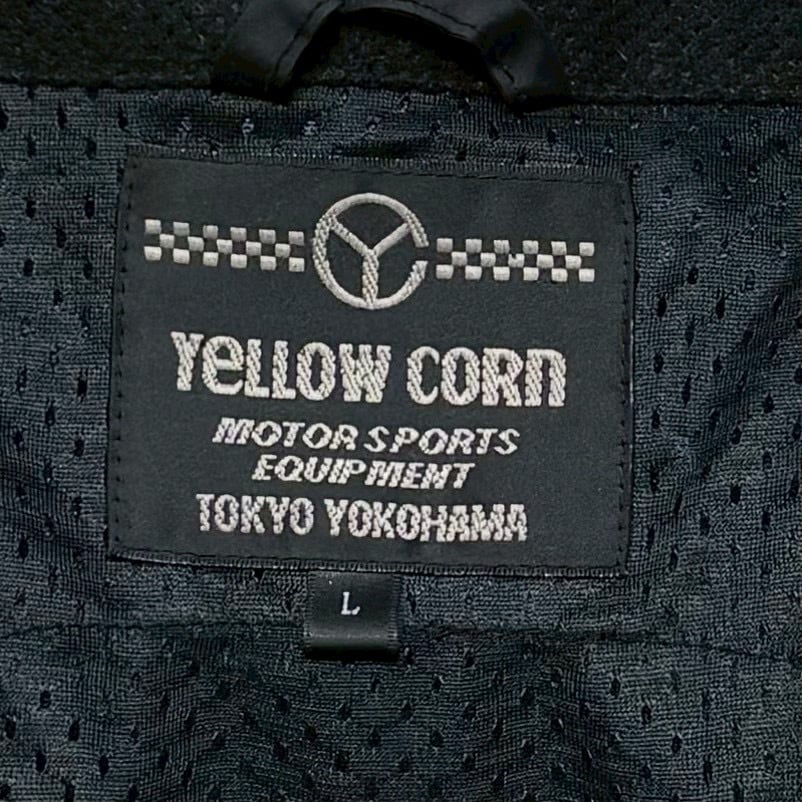 YeLLOW CORn
MOTOR SPORTS
EQUIPMENT
TOKYO YOKOHAMA
L